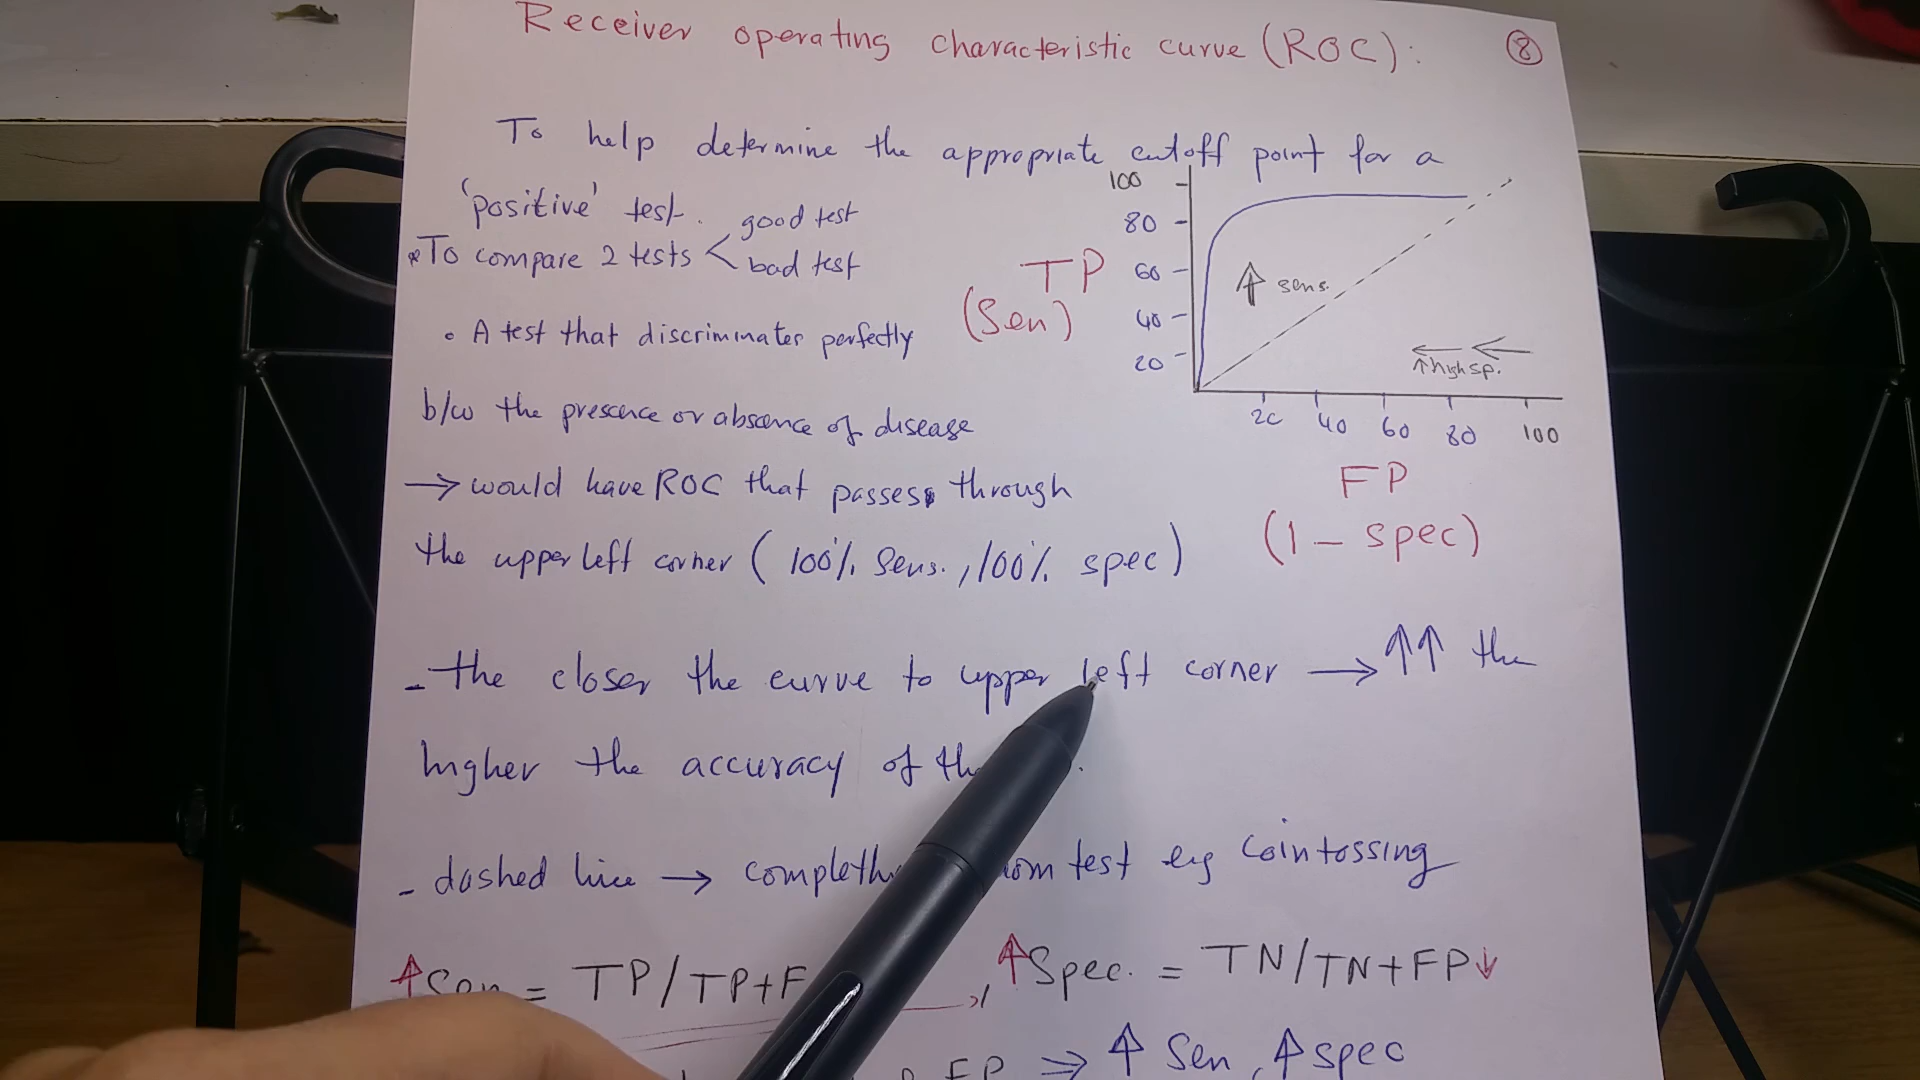 Receiver operating characteristic curve (ROC): 8
To help determine the appropriate cutoff point for a
'positive' test.
good test
*To compare 2 tests <
bad test
• A test that discriminates perfectly
b/w the presence or absence of disease
→ would have ROC that passes through
the upper left corner (100% sens., 100% spec)
100
80
60
40
20
TP
(Sen)
↑ sens.
↑high sp.
20 40 60 80 100
FP
(1 - spec)
- the closer the curve to upper left corner → ↑↑ the
higher the accuracy of
- dashed line → test eg cointossing
↑Sen = TP/TP+F , ↑Spec. = TN/TN+FP↓
FP ⇒ ↑ Sen, ↑ spec